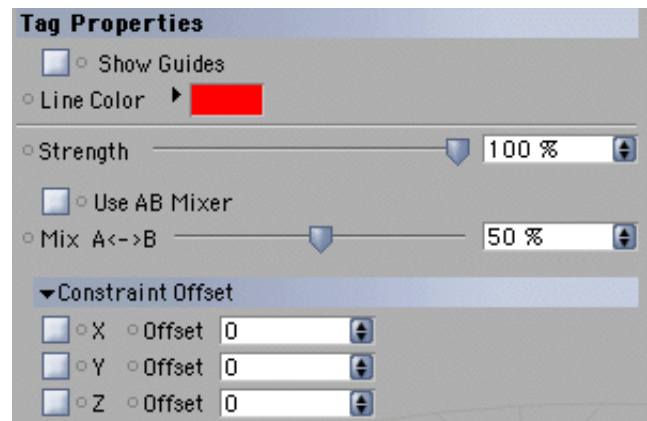 Tag Properties
Show Guides
Line Color
Strength 100 %
Use AB Mixer
Mix A<->B 50 %
Constraint Offset
X Offset 0
Y Offset 0
Z Offset 0